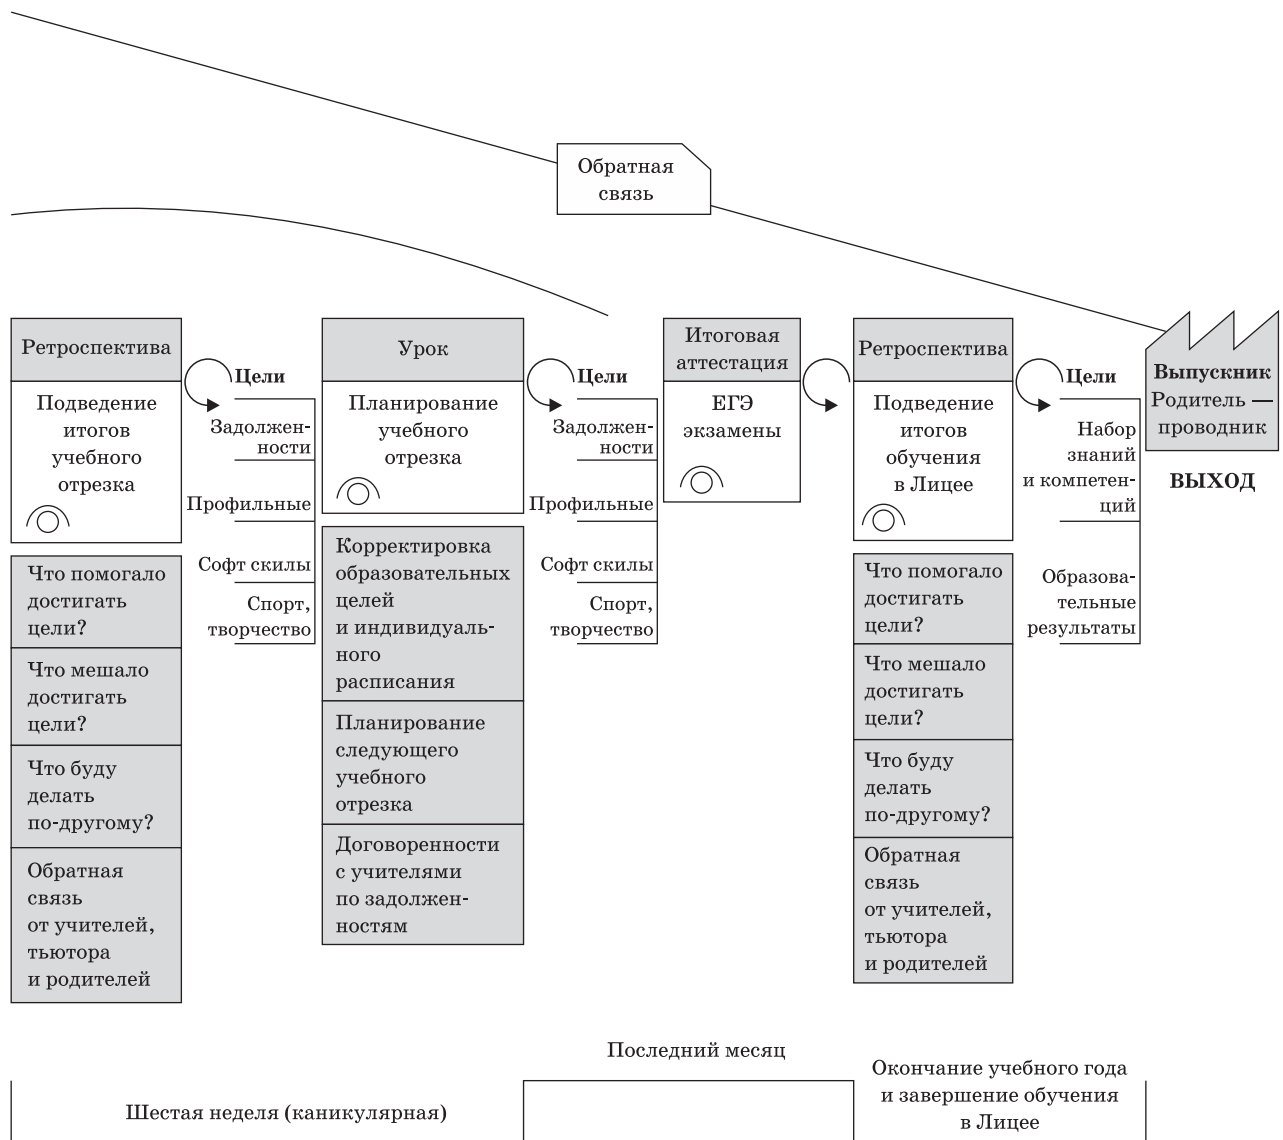 Обратная
связь
Ретроспектива
Подведение
итогов
учебного
отрезка
Что помогало
достигать
цели?
Что мешало
достигать
цели?
Что буду
делать
по-другому?
Обратная
связь
от учителей,
тьютора
и родителей
Цели
Задолжен-
ности
Профильные
Софт скилы
Спорт,
творчество
Урок
Планирование
учебного
отрезка
Корректировка
образовательных
целей
и индивидуаль-
ного
расписания
Планирование
следующего
учебного
отрезка
Договоренности
с учителями
по задолжен-
ностям
Цели
Задолжен-
ности
Профильные
Софт скилы
Спорт,
творчество
Итоговая
аттестация
ЕГЭ
экзамены
Ретроспектива
Подведение
итогов
обучения
в Лицее
Что помогало
достигать
цели?
Что мешало
достигать
цели?
Что буду
делать
по-другому?
Обратная
связь
от учителей,
тьютора
и родителей
Цели
Набор
знаний
и компетен-
ций
Образова-
тельные
результаты
Выпускник
Родитель —
проводник
ВЫХОД
Шестая неделя (каникулярная)
Последний месяц
Окончание учебного года
и завершение обучения
в Лицее